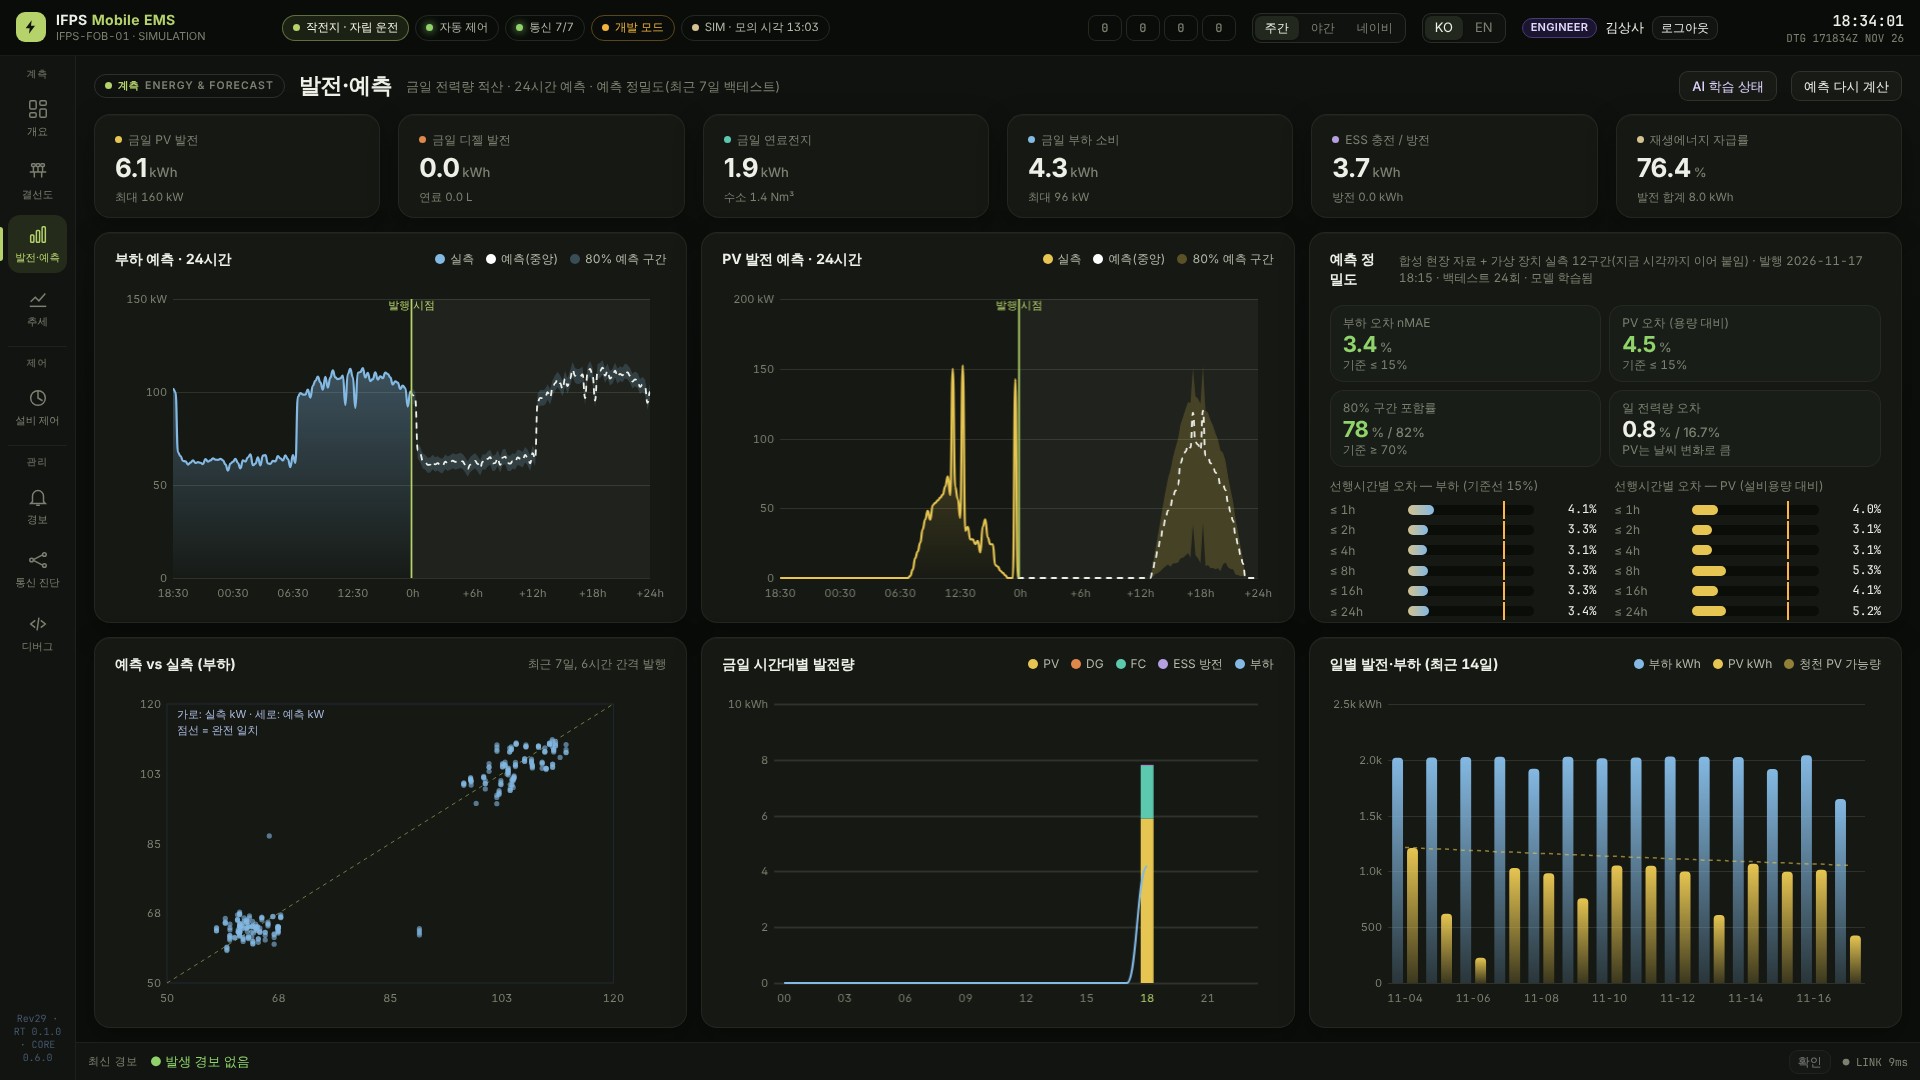 IFPS Mobile EMS
IFPS-FOB-01 · SIMULATION
작전지 · 자립 운전
자동 제어
통신 7/7
개발 모드
SIM · 모의 시각 13:03
0 0 0 0
주간 야간 네이비
KO EN
ENGINEER 김상사 로그아웃
18:34:01
DTG 171834Z NOV 26
계측
개요
결선도
발전·예측
추세
제어
설비 제어
관리
경보
통신 진단
디버그
Rev29 ·
RT 0.1.0
· CORE
0.6.0
계측 ENERGY & FORECAST
발전·예측
금일 전력량 적산 · 24시간 예측 · 예측 정밀도(최근 7일 백테스트)
AI 학습 상태
예측 다시 계산
금일 PV 발전
6.1 kWh
최대 160 kW
금일 디젤 발전
0.0 kWh
연료 0.0 L
금일 연료전지
1.9 kWh
수소 1.4 Nm³
금일 부하 소비
4.3 kWh
최대 96 kW
ESS 충전 / 방전
3.7 kWh
방전 0.0 kWh
재생에너지 자급률
76.4 %
발전 합계 8.0 kWh
부하 예측 · 24시간
실측 예측(중앙) 80% 예측 구간
발행 시점
150 kW
100
50
0
18:30 00:30 06:30 12:30 0h +6h +12h +18h +24h
PV 발전 예측 · 24시간
실측 예측(중앙) 80% 예측 구간
발행 시점
200 kW
150
100
50
0
18:30 00:30 06:30 12:30 0h +6h +12h +18h +24h
예측 정
밀도
합성 현장 자료 + 가상 장치 실측 12구간(지금 시각까지 이어 붙임) · 발행 2026-11-17
18:15 · 백테스트 24회 · 모델 학습됨
부하 오차 nMAE
3.4 %
기준 ≤ 15%
PV 오차 (용량 대비)
4.5 %
기준 ≤ 15%
80% 구간 포함률
78 % / 82%
기준 ≥ 70%
일 전력량 오차
0.8 % / 16.7%
PV는 날씨 변화로 큼
선행시간별 오차 — 부하 (기준선 15%)
≤ 1h 4.1%
≤ 2h 3.3%
≤ 4h 3.1%
≤ 8h 3.3%
≤ 16h 3.3%
≤ 24h 3.4%
선행시간별 오차 — PV (설비용량 대비)
≤ 1h 4.0%
≤ 2h 3.1%
≤ 4h 3.1%
≤ 8h 5.3%
≤ 16h 4.1%
≤ 24h 5.2%
예측 vs 실측 (부하)
최근 7일, 6시간 간격 발행
가로: 실측 kW · 세로: 예측 kW
점선 = 완전 일치
120
103
85
68
50
50 68 85 103 120
금일 시간대별 발전량
PV DG FC ESS 방전 부하
10 kWh
8
6
4
2
0
00 03 06 09 12 15 18 21
일별 발전·부하 (최근 14일)
부하 kWh PV kWh 청천 PV 가능량
2.5k kWh
2.0k
1.5k
1.0k
500
0
11-04 11-06 11-08 11-10 11-12 11-14 11-16
최신 경보 발생 경보 없음
확인
LINK 9ms